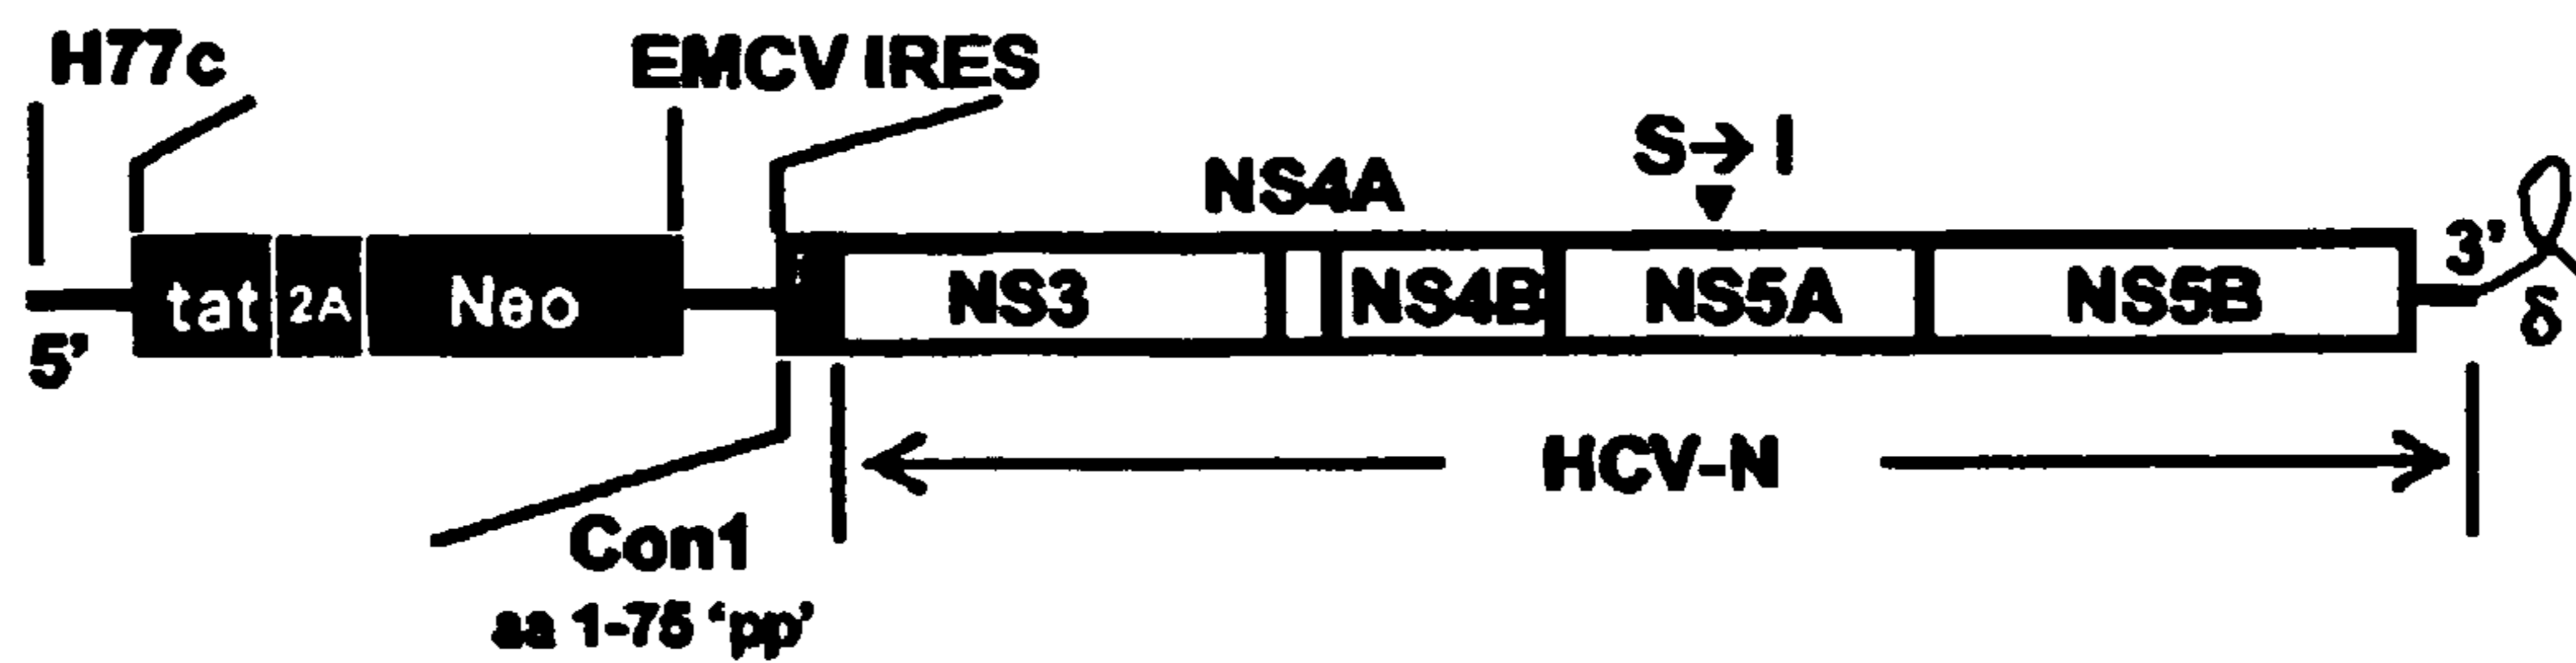 H77c EMCV IRES
S→ I
NS4A
tat 2A Neo NS3 NS4B NS5A NS5B 3’
5’ δ
HCV-N
Con1
aa 1-75 ‘pp’